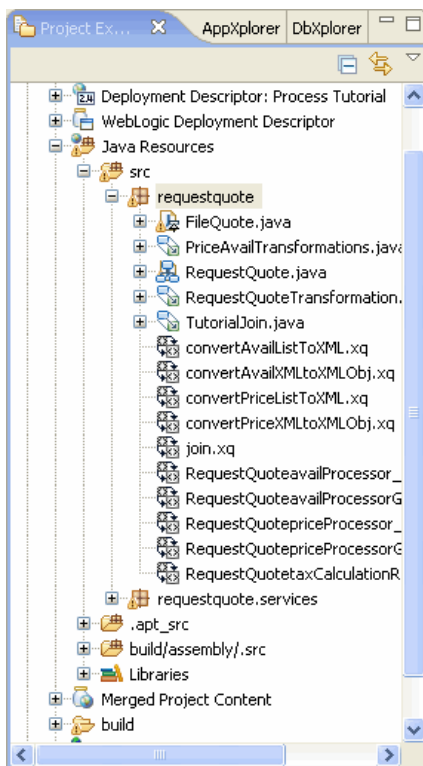 Project Ex... AppXplorer DbXplorer
2.4 Deployment Descriptor: Process Tutorial
WebLogic Deployment Descriptor
Java Resources
src
requestquote
FileQuote.java
PriceAvailTransformations.java
RequestQuote.java
RequestQuoteTransformation.
TutorialJoin.java
convertAvailListToXML.xq
convertAvailXMLtoXMLObj.xq
convertPriceListToXML.xq
convertPriceXMLtoXMLObj.xq
join.xq
RequestQuoteavailProcessor_
RequestQuoteavailProcessorG
RequestQuotepriceProcessor_
RequestQuotepriceProcessorG
RequestQuotetaxCalculationR
requestquote.services
.apt_src
build/assembly/.src
Libraries
Merged Project Content
build